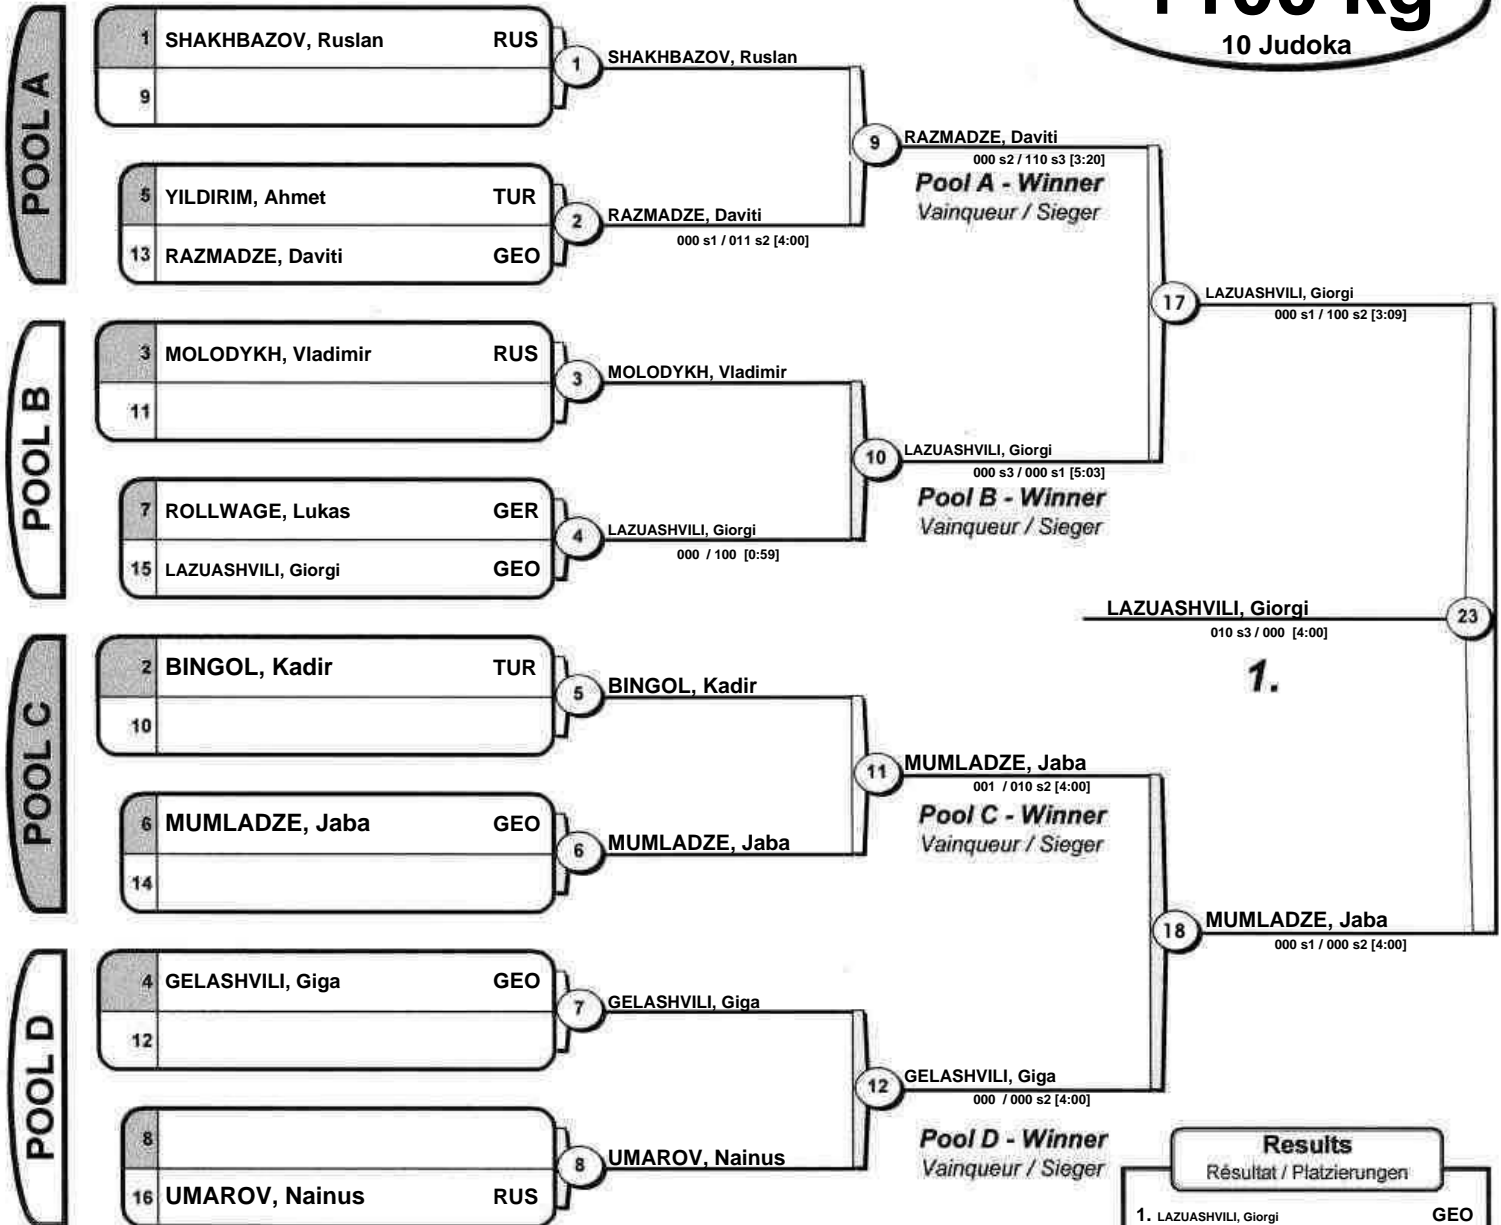 100 kg
10 Judoka
POOL A
1 SHAKHBAZOV, Ruslan RUS
9
1 SHAKHBAZOV, Ruslan
5 YILDIRIM, Ahmet TUR
13 RAZMADZE, Daviti GEO
2 RAZMADZE, Daviti
000 s1 / 011 s2 [4:00]
9 RAZMADZE, Daviti
000 s2 / 110 s3 [3:20]
Pool A - Winner
Vainqueur / Sieger
POOL B
3 MOLODYKH, Vladimir RUS
11
3 MOLODYKH, Vladimir
7 ROLLWAGE, Lukas GER
15 LAZUASHVILI, Giorgi GEO
4 LAZUASHVILI, Giorgi
000 / 100 [0:59]
10 LAZUASHVILI, Giorgi
000 s3 / 000 s1 [5:03]
Pool B - Winner
Vainqueur / Sieger
17 LAZUASHVILI, Giorgi
000 s1 / 100 s2 [3:09]
LAZUASHVILI, Giorgi 23
010 s3 / 000 [4:00]
1.
POOL C
2 BINGOL, Kadir TUR
10
5 BINGOL, Kadir
6 MUMLADZE, Jaba GEO
14
6 MUMLADZE, Jaba
11 MUMLADZE, Jaba
001 / 010 s2 [4:00]
Pool C - Winner
Vainqueur / Sieger
18 MUMLADZE, Jaba
000 s1 / 000 s2 [4:00]
POOL D
4 GELASHVILI, Giga GEO
12
7 GELASHVILI, Giga
8
16 UMAROV, Nainus RUS
8 UMAROV, Nainus
12 GELASHVILI, Giga
000 / 000 s2 [4:00]
Pool D - Winner
Vainqueur / Sieger
Results
Résultat / Platzierungen
1. LAZUASHVILI, Giorgi GEO